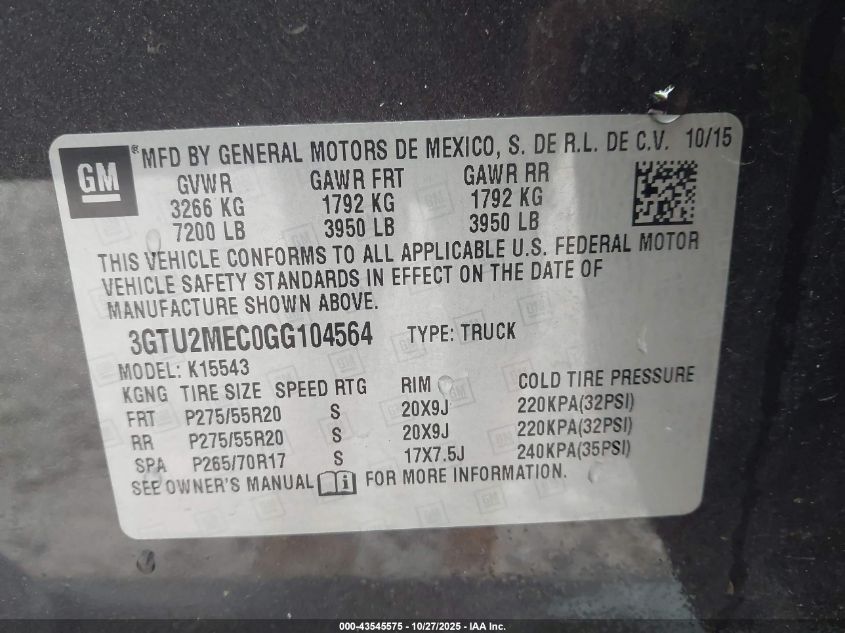 GM
® MFD BY GENERAL MOTORS DE MEXICO, S. DE R.L. DE C.V. 10/15
GVWR GAWR FRT GAWR RR
3266 KG 1792 KG 1792 KG
7200 LB 3950 LB 3950 LB
THIS VEHICLE CONFORMS TO ALL APPLICABLE U.S. FEDERAL MOTOR
VEHICLE SAFETY STANDARDS IN EFFECT ON THE DATE OF
MANUFACTURE SHOWN ABOVE.
3GTU2MEC0GG104564 TYPE: TRUCK
MODEL: K15543
KGNG TIRE SIZE SPEED RTG RIM COLD TIRE PRESSURE
FRT P275/55R20 S 20X9J 220KPA(32PSI)
RR P275/55R20 S 20X9J 220KPA(32PSI)
SPA P265/70R17 S 17X7.5J 240KPA(35PSI)
SEE OWNER'S MANUAL FOR MORE INFORMATION.
000-43545575 | 10/27/2025 - IAA Inc.